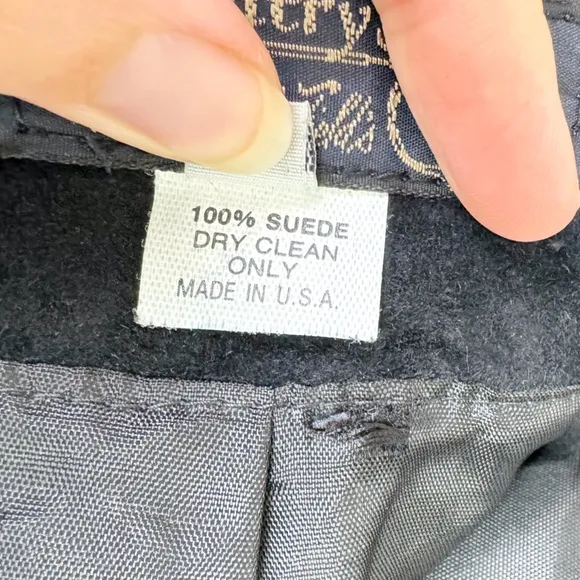 100% SUEDE
DRY CLEAN
ONLY
MADE IN U.S.A.